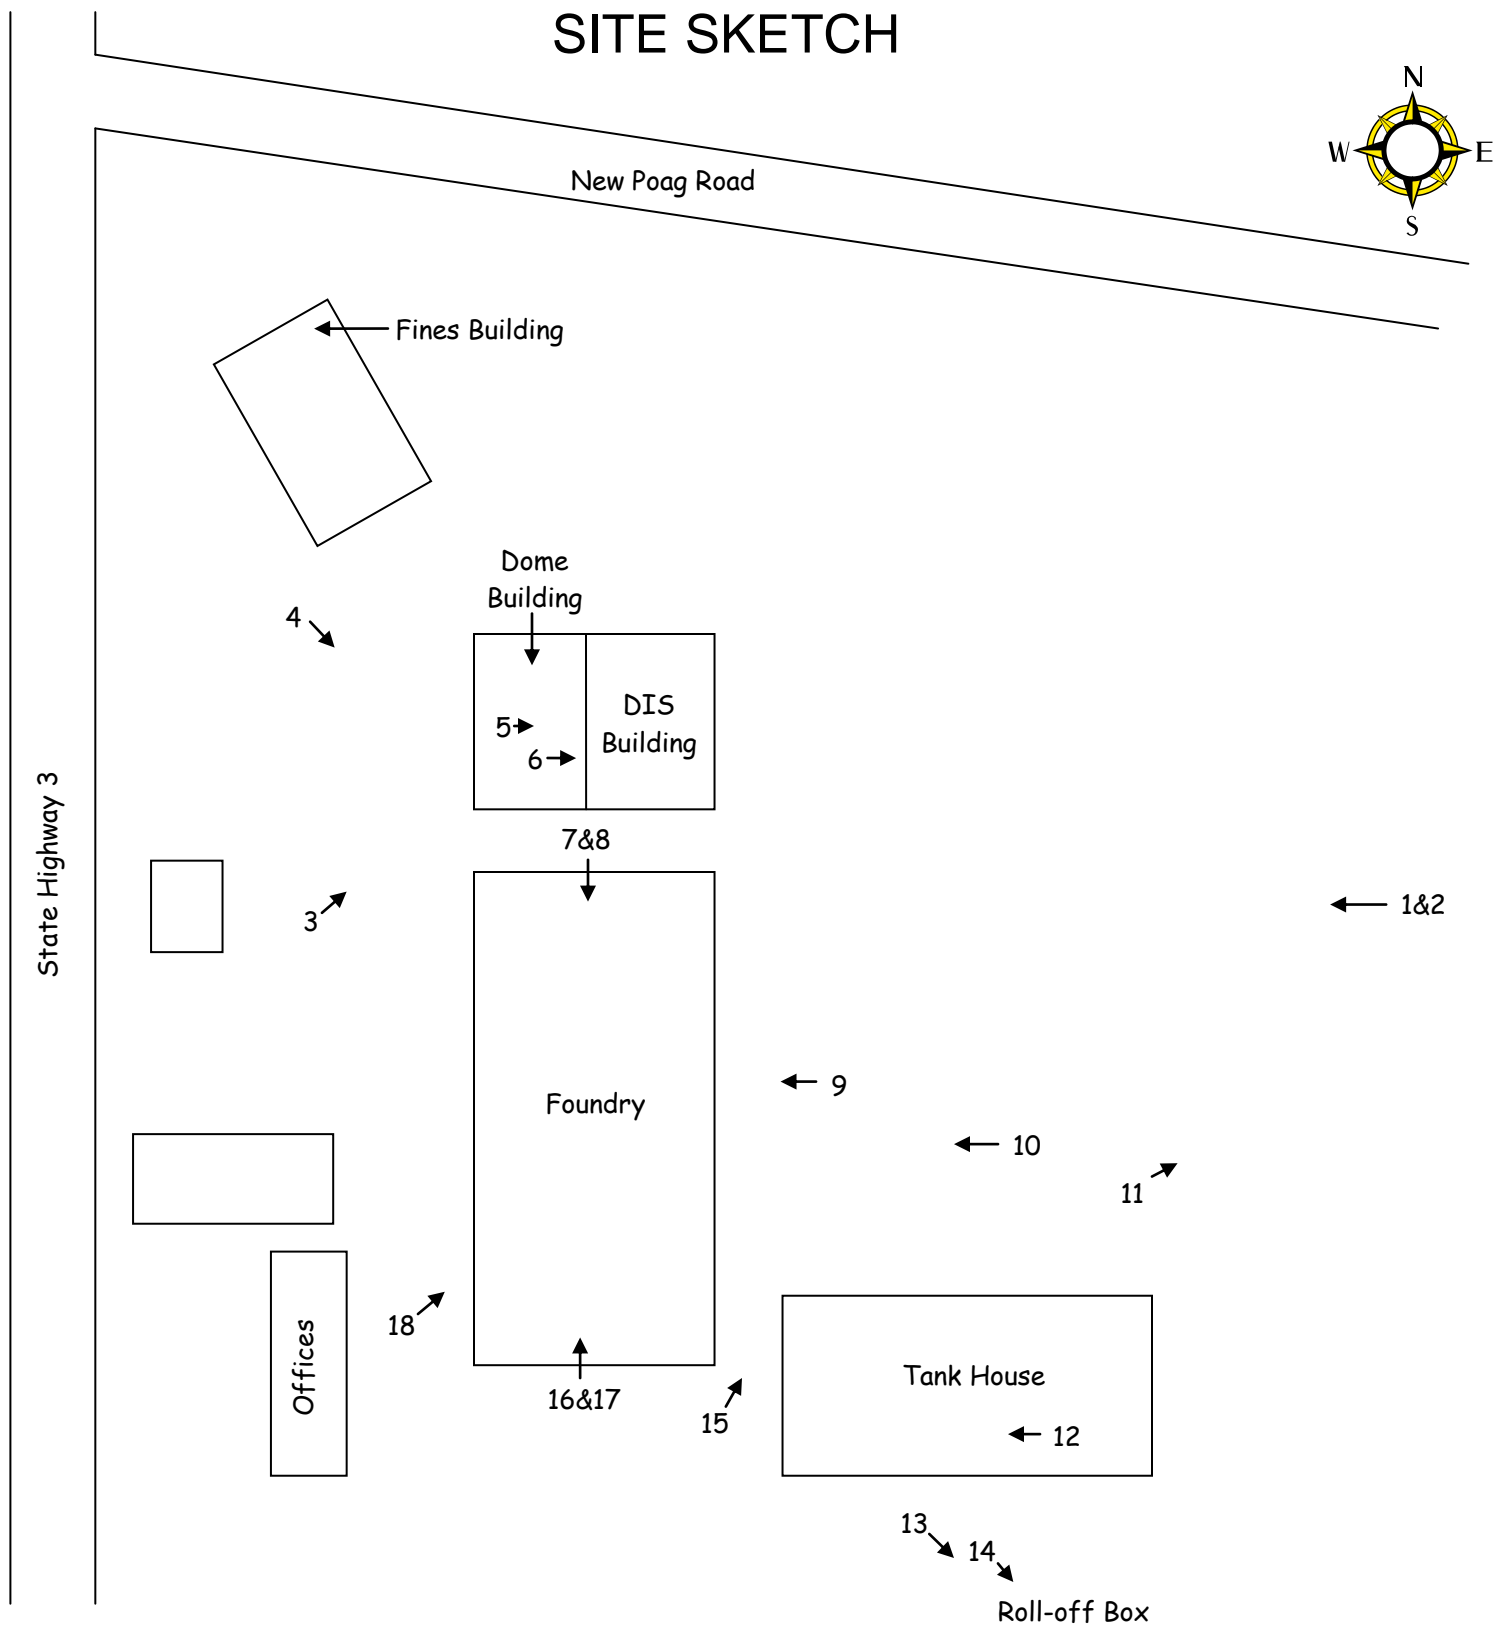 SITE SKETCH
N
W
E
S
New Poag Road
Fines Building
Dome
Building
4
DIS
Building
5
6
7&8
State Highway 3
3
1&2
9
Foundry
10
11
18
Offices
Tank House
16&17
15
12
13
14
Roll-off Box